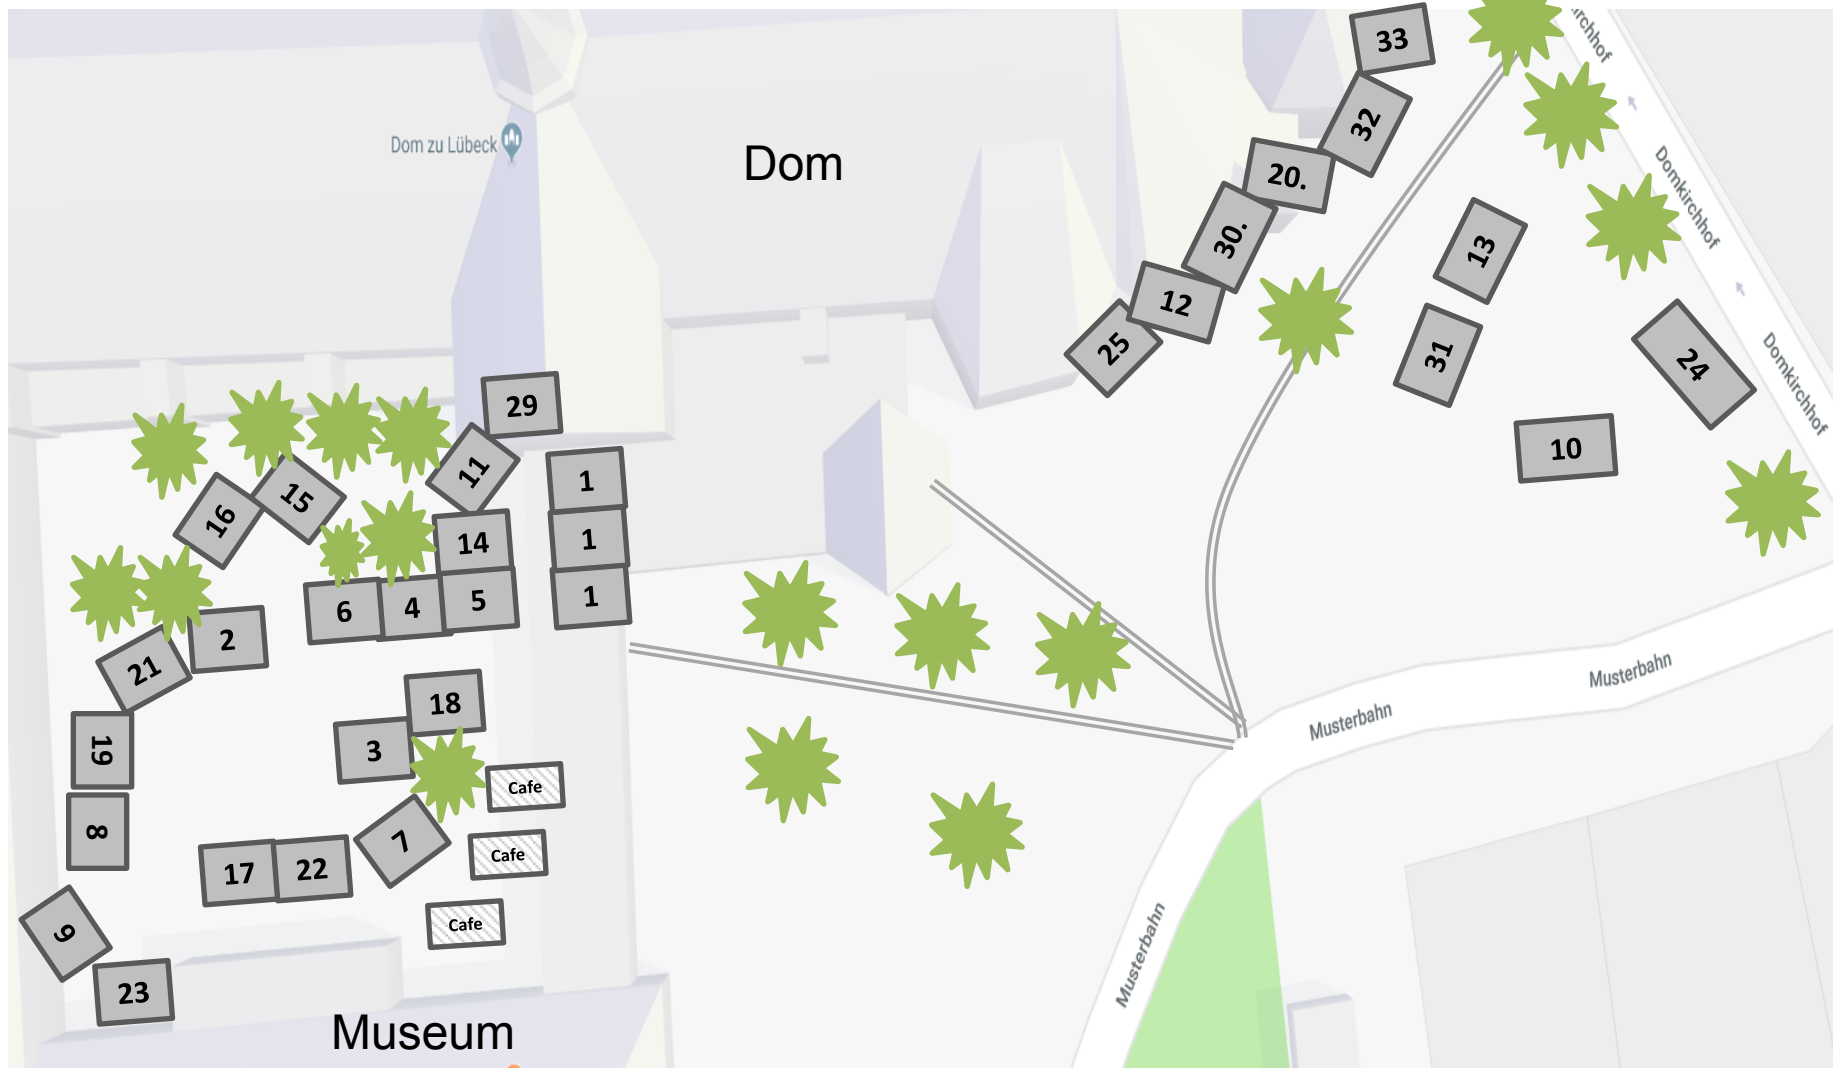 33
irchhof
32
Dom zu Lübeck
Dom
20.
Domkirchhof
30.
13
12
25
31
24
Domkirchhof
29
10
11
1
15
16
14
1
6
4
5
1
2
21
18
19
3
Musterbahn
Musterbahn
Cafe
8
7
Cafe
17
22
Cafe
9
Musterbahn
23
Museum